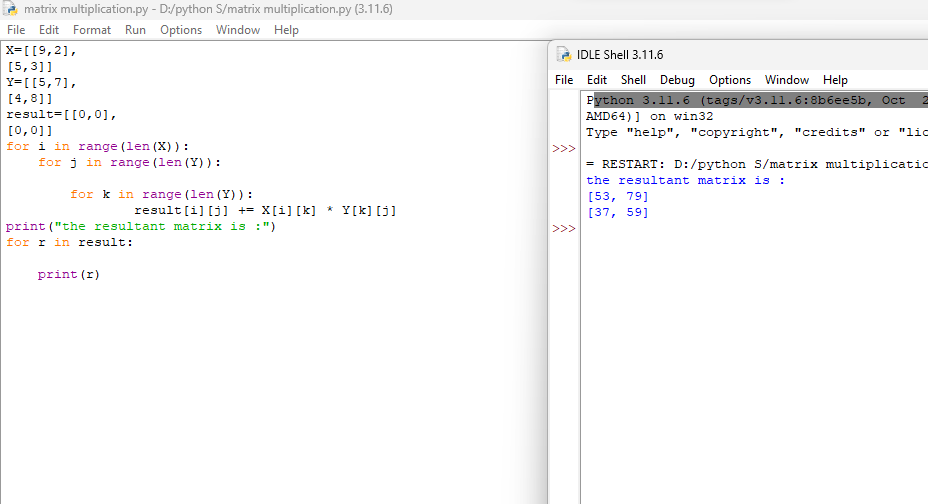 matrix multiplication.py - D:/python S/matrix multiplication.py (3.11.6)
File Edit Format Run Options Window Help
X=[[9,2],
[5,3]]
Y=[[5,7],
[4,8]]
result=[[0,0],
[0,0]]
for i in range(len(X)):
    for j in range(len(Y)):
        for k in range(len(Y)):
                result[i][j] += X[i][k] * Y[k][j]
print("the resultant matrix is :")
for r in result:
    print(r)
IDLE Shell 3.11.6
File Edit Shell Debug Options Window Help
Python 3.11.6 (tags/v3.11.6:8b6ee5b, Oct 2
AMD64)] on win32
Type "help", "copyright", "credits" or "lic
>>>
= RESTART: D:/python S/matrix multiplicatio
the resultant matrix is :
[53, 79]
[37, 59]
>>>